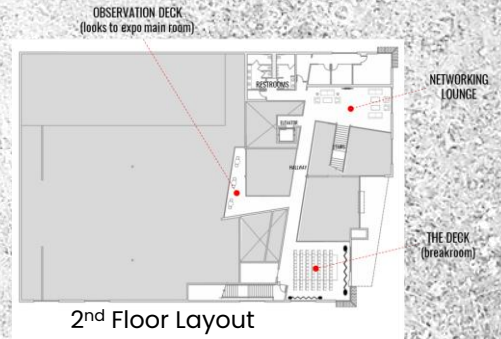 OBSERVATION DECK
(looks to expo main room)
RESTROOMS
NETWORKING
LOUNGE
ELEVATOR
STAIRS
HALLWAY
THE DECK
(breakroom)
2nd Floor Layout